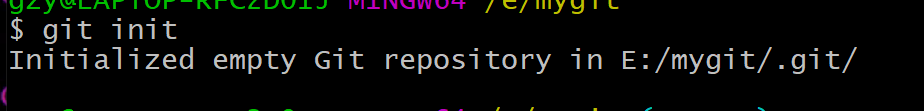 MINGW64 /e/mygit
$ git init
Initialized empty Git repository in E:/mygit/.git/